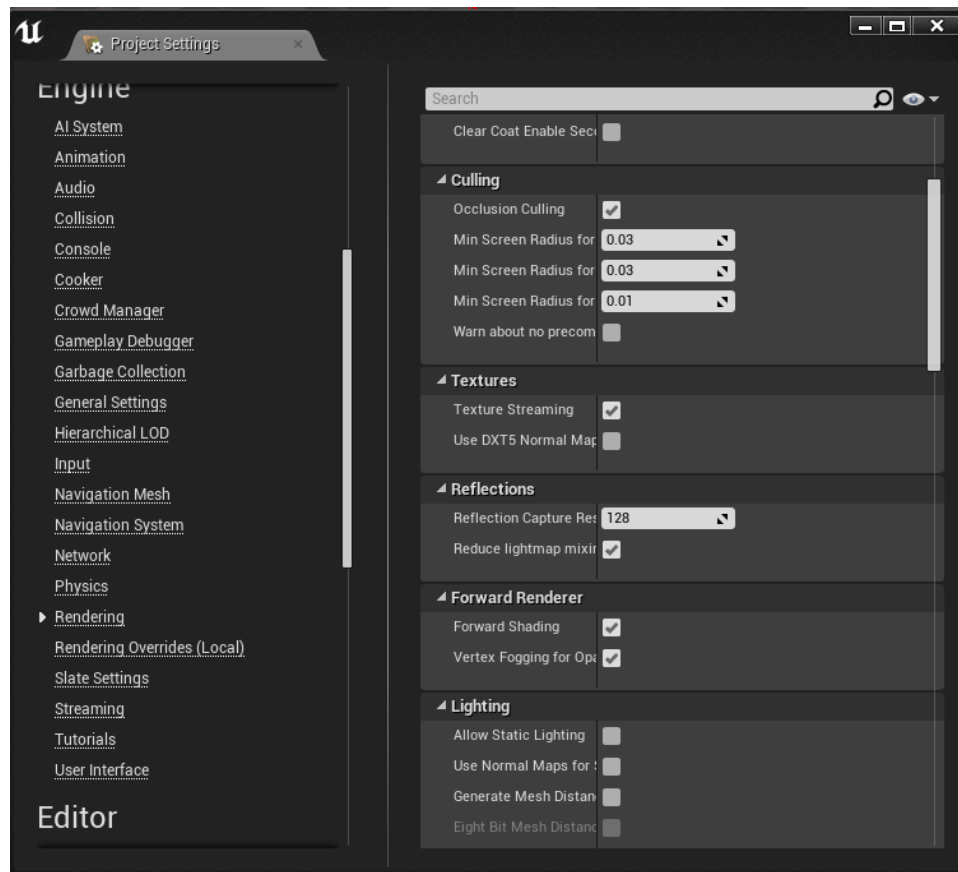 Project Settings
Engine
AI System
Animation
Audio
Collision
Console
Cooker
Crowd Manager
Gameplay Debugger
Garbage Collection
General Settings
Hierarchical LOD
Input
Navigation Mesh
Navigation System
Network
Physics
Rendering
Rendering Overrides (Local)
Slate Settings
Streaming
Tutorials
User Interface
Editor
Search
Clear Coat Enable Seco
Culling
Occlusion Culling
Min Screen Radius for 0.03
Min Screen Radius for 0.03
Min Screen Radius for 0.01
Warn about no precom
Textures
Texture Streaming
Use DXT5 Normal Map
Reflections
Reflection Capture Res 128
Reduce lightmap mixin
Forward Renderer
Forward Shading
Vertex Fogging for Opa
Lighting
Allow Static Lighting
Use Normal Maps for S
Generate Mesh Distan
Eight Bit Mesh Distanc